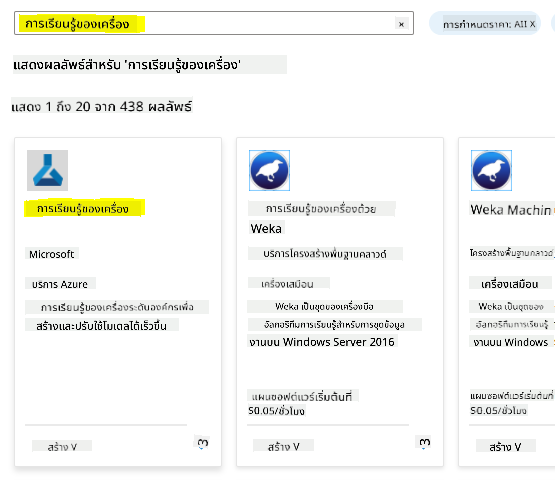 การเรียนรู้ของเครื่อง ×
การกำหนดราคา: All X
แสดงผลลัพธ์สำหรับ 'การเรียนรู้ของเครื่อง'
แสดง 1 ถึง 20 จาก 438 ผลลัพธ์
การเรียนรู้ของเครื่อง
Microsoft
บริการ Azure
การเรียนรู้ของเครื่องระดับองค์กรเพื่อ
สร้างและปรับใช้โมเดลได้เร็วขึ้น
สร้าง V
การเรียนรู้ของเครื่องด้วย
Weka
บริการโครงสร้างพื้นฐานคลาวด์
เครื่องเสมือน
Weka เป็นชุดของเครื่องมือ
อัลกอริทึมการเรียนรู้สำหรับการขุดข้อมูล
งานบน Windows Server 2016
แผนซอฟต์แวร์เริ่มต้นที่
$0.05/ชั่วโมง
สร้าง V
Weka Machin
โครงสร้างพื้นฐานคลาวด์
เครื่องเสมือน
Weka เป็นชุดของ
อัลกอริทึมการเรียนรู้
งานบน Windows
แผนซอฟต์แวร์เริ่มต้นที่
$0.05/ชั่วโมง
สร้าง V